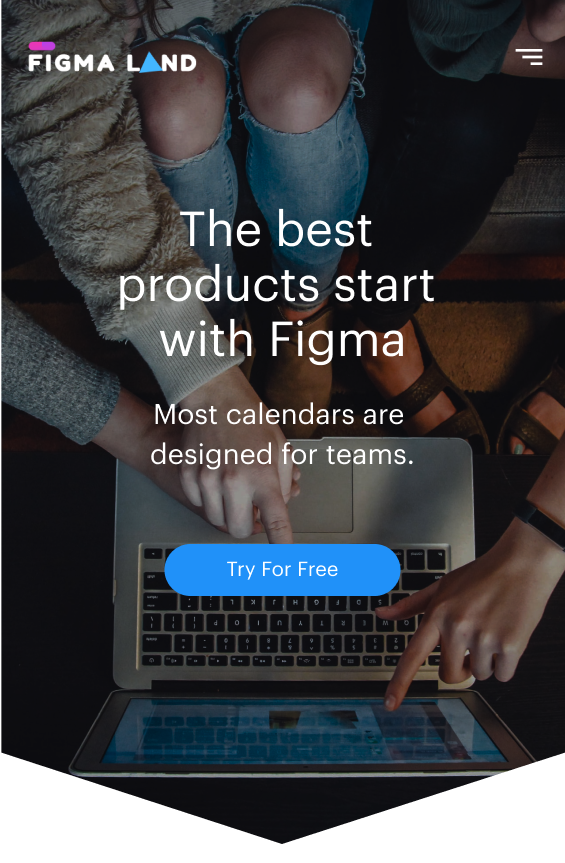 FIGMA LAND
The best
products start
with Figma
Most calendars are
designed for teams.
Try For Free